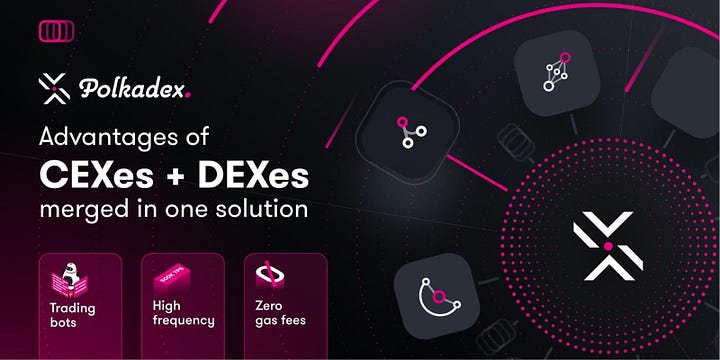 Polkadex.
Advantages of
CEXes + DEXes
merged in one solution
Trading
bots
High
frequency
Zero
gas fees